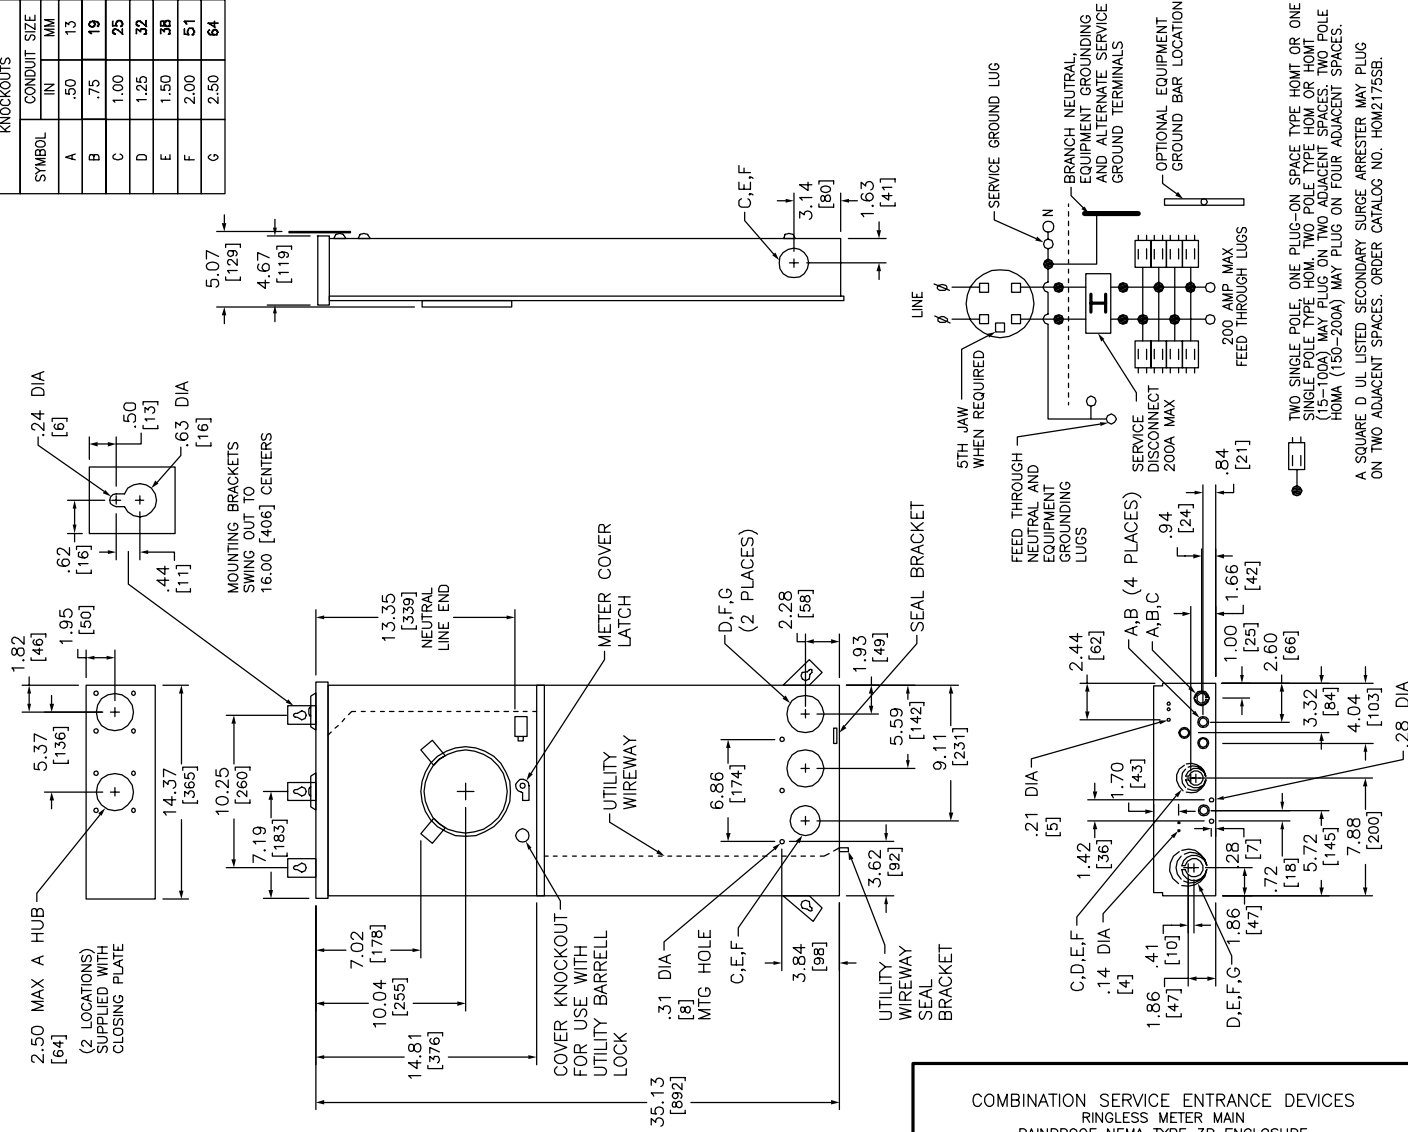 KNOCKOUTS
SYMBOL
CONDUIT SIZE
IN
MM
A .50 13
B .75 19
C 1.00 25
D 1.25 32
E 1.50 38
F 2.00 51
G 2.50 64
5.07
[129]
4.67
[119]
C,E,F
3.14
[80]
1.63
[41]
.24 DIA
[6]
.50
[13]
.63 DIA
[16]
.62
[16]
.44
[11]
MOUNTING BRACKETS
SWING OUT TO
16.00 [406] CENTERS
1.82
[46]
1.95
[50]
5.37
[136]
14.37
[365]
2.50 MAX A HUB
[64]
(2 LOCATIONS)
SUPPLIED WITH
CLOSING PLATE
10.25
[260]
7.19
[183]
13.35
[339]
NEUTRAL
LINE END
METER COVER
LATCH
UTILITY
WIREWAY
D,F,G
(2 PLACES)
2.28
[58]
1.93
[49]
SEAL BRACKET
5.59
[142]
9.11
[231]
6.86
[174]
3.62
[92]
7.02
[178]
10.04
[255]
14.81
[376]
35.13
[892]
COVER KNOCKOUT
FOR USE WITH
UTILITY BARRELL
LOCK
.31 DIA
[8]
MTG HOLE
C,E,F
3.84
[98]
UTILITY
WIREWAY
SEAL
BRACKET
LINE
Ø
Ø
N
SERVICE GROUND LUG
BRANCH NEUTRAL,
EQUIPMENT GROUNDING
AND ALTERNATE SERVICE
GROUND TERMINALS
OPTIONAL EQUIPMENT
GROUND BAR LOCATION
5TH JAW
WHEN REQUIRED
FEED THROUGH
NEUTRAL AND
EQUIPMENT
GROUNDING
LUGS
SERVICE
DISCONNECT
200A MAX
200 AMP MAX
FEED THROUGH LUGS
TWO SINGLE POLE, ONE PLUG-ON SPACE TYPE HOMT OR ONE
SINGLE POLE TYPE HOM. TWO POLE TYPE HOM OR HOMT
(15-100A) MAY PLUG ON TWO ADJACENT SPACES. TWO POLE
HOMA (150-200A) MAY PLUG ON FOUR ADJACENT SPACES.
A SQUARE D UL LISTED SECONDARY SURGE ARRESTER MAY PLUG
ON TWO ADJACENT SPACES. ORDER CATALOG NO. HOM2175SB.
.84
[21]
.94
[24]
1.66
[42]
A,B (4 PLACES)
A,B,C
2.44
[62]
1.00
[25]
2.60
[66]
3.32
[84]
4.04
[103]
.28 DIA
.21 DIA
[5]
1.70
[43]
1.42
[36]
.28
[7]
.72
[18]
5.72
[145]
7.88
[200]
C,D,E,F
.14 DIA
[4]
.41
[10]
1.86
[47]
1.86
[47]
D,E,F,G
COMBINATION SERVICE ENTRANCE DEVICES
RINGLESS METER MAIN
RAINPROOF NEMA TYPE 3R ENCLOSURE